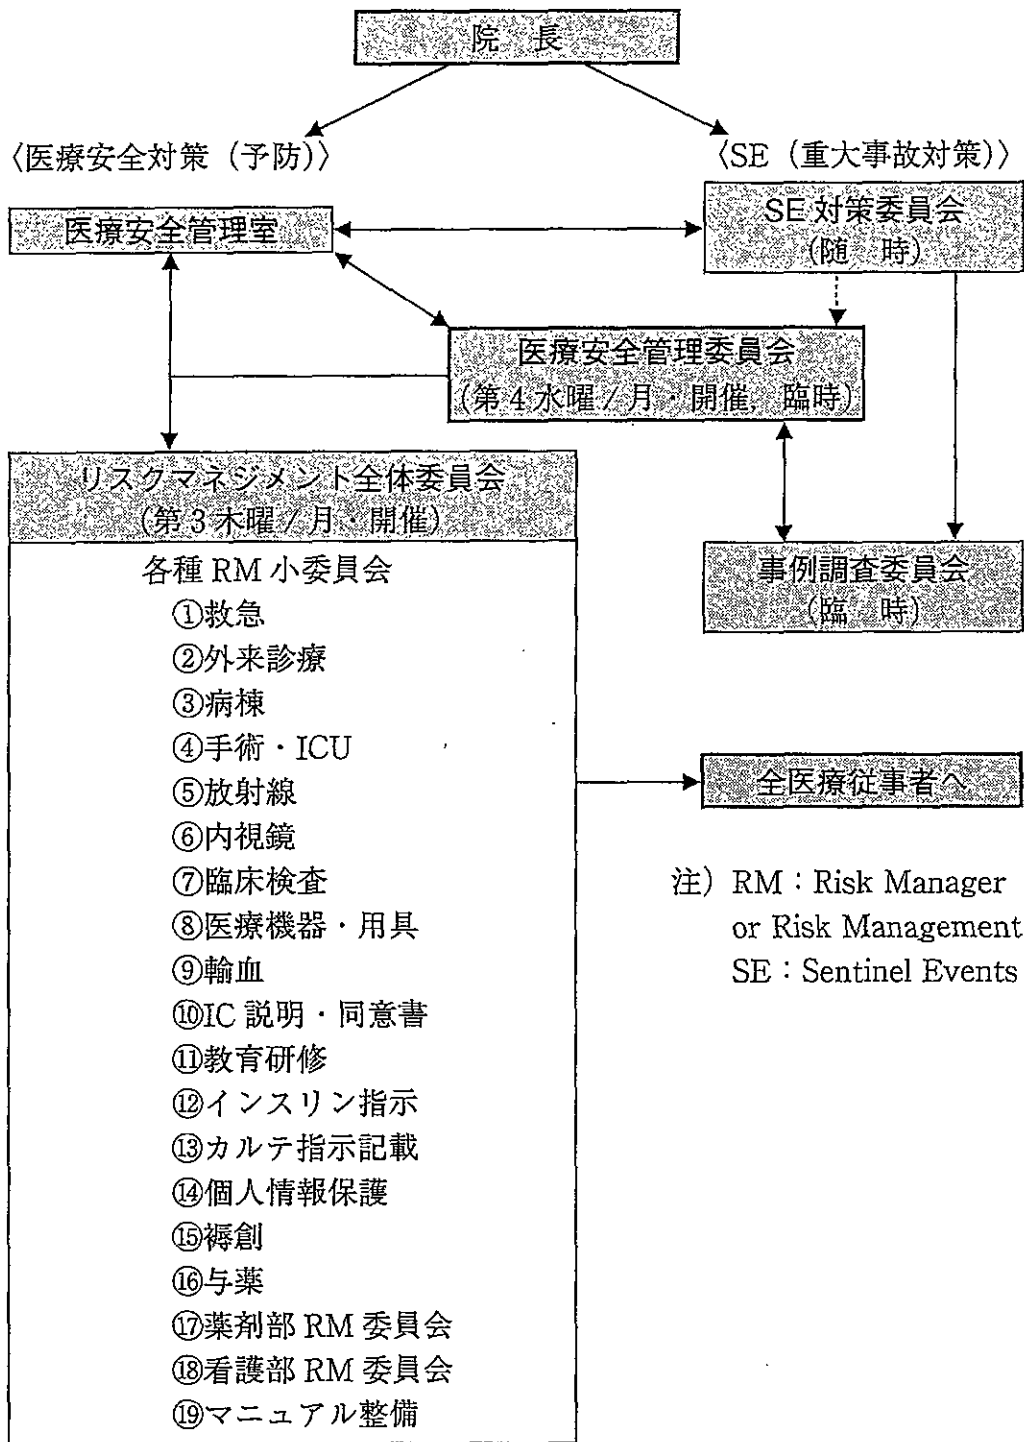 院 長
〈医療安全対策（予防）〉
〈SE（重大事故対策）〉
医療安全管理室
SE 対策委員会
（随 時）
医療安全管理委員会
（第4水曜/月・開催，臨時）
リスクマネジメント全体委員会
（第3木曜/月・開催）
各種 RM 小委員会
①救急
②外来診療
③病棟
④手術・ICU
⑤放射線
⑥内視鏡
⑦臨床検査
⑧医療機器・用具
⑨輸血
⑩IC 説明・同意書
⑪教育研修
⑫インスリン指示
⑬カルテ指示記載
⑭個人情報保護
⑮褥創
⑯与薬
⑰薬剤部 RM 委員会
⑱看護部 RM 委員会
⑲マニュアル整備
事例調査委員会
（臨 時）
全医療従事者へ
注）RM：Risk Manager
or Risk Management
SE：Sentinel Events